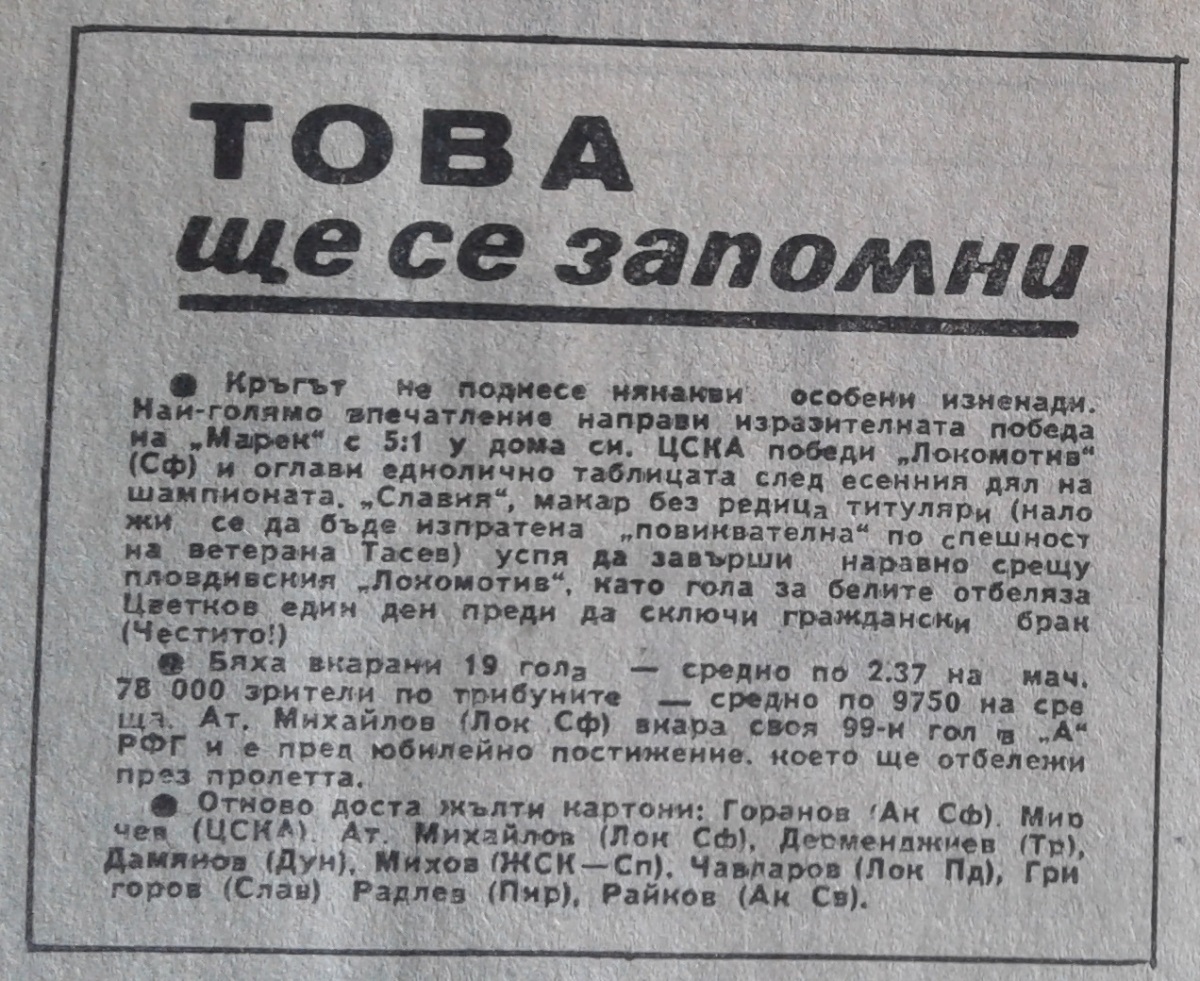 ТОВА
ще се запомни
● Кръгът не поднесе някакви особени изненади.
Най-голямо впечатление направи изразителната победа
на „Марек“ с 5:1 у дома си. ЦСКА победи „Локомотив“
(Сф) и оглави еднолично таблицата след есенния дял на
шампионата. „Славия“, макар без редица титуляри (нало
жи се да бъде изпратена „повиквателна“ по спешност
на ветерана Тасев) успя да завърши наравно срещу
пловдивския „Локомотив“, като гола за белите отбеляза
Цветков един ден преди да сключи граждански брак
(Честито!)
● Бяха вкарани 19 гола — средно по 2.37 на мач.
78 000 зрители по трибуните — средно по 9750 на сре
ща. Ат. Михайлов (Лок Сф) вкара своя 99-и гол в „А“
РФГ и е пред юбилейно постижение. което ще отбележи
през пролетта.
● Отново доста жълти картони: Горанов (Ак Сф). Мир
чев (ЦСКА). Ат. Михайлов (Лок Сф), Дерменджиев (Тр),
Дамянов (Дун), Михов (ЖСК—Сп). Чавларов (Лок Пд), Гри
горов (Слав) Радлев (Пир), Райков (Ак Св).